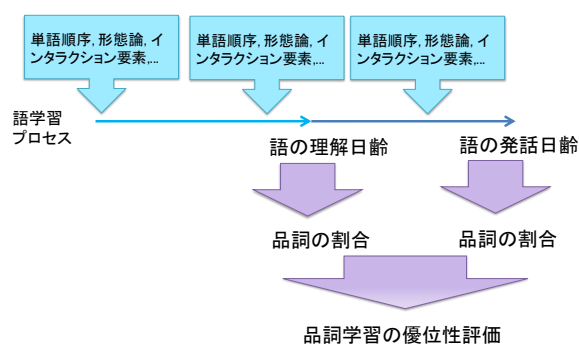 単語順序, 形態論, イ
ンタラクション要素,...
単語順序, 形態論, イ
ンタラクション要素,...
単語順序, 形態論, イ
ンタラクション要素,...
語学習
プロセス
語の理解日齢
語の発話日齢
品詞の割合
品詞の割合
品詞学習の優位性評価